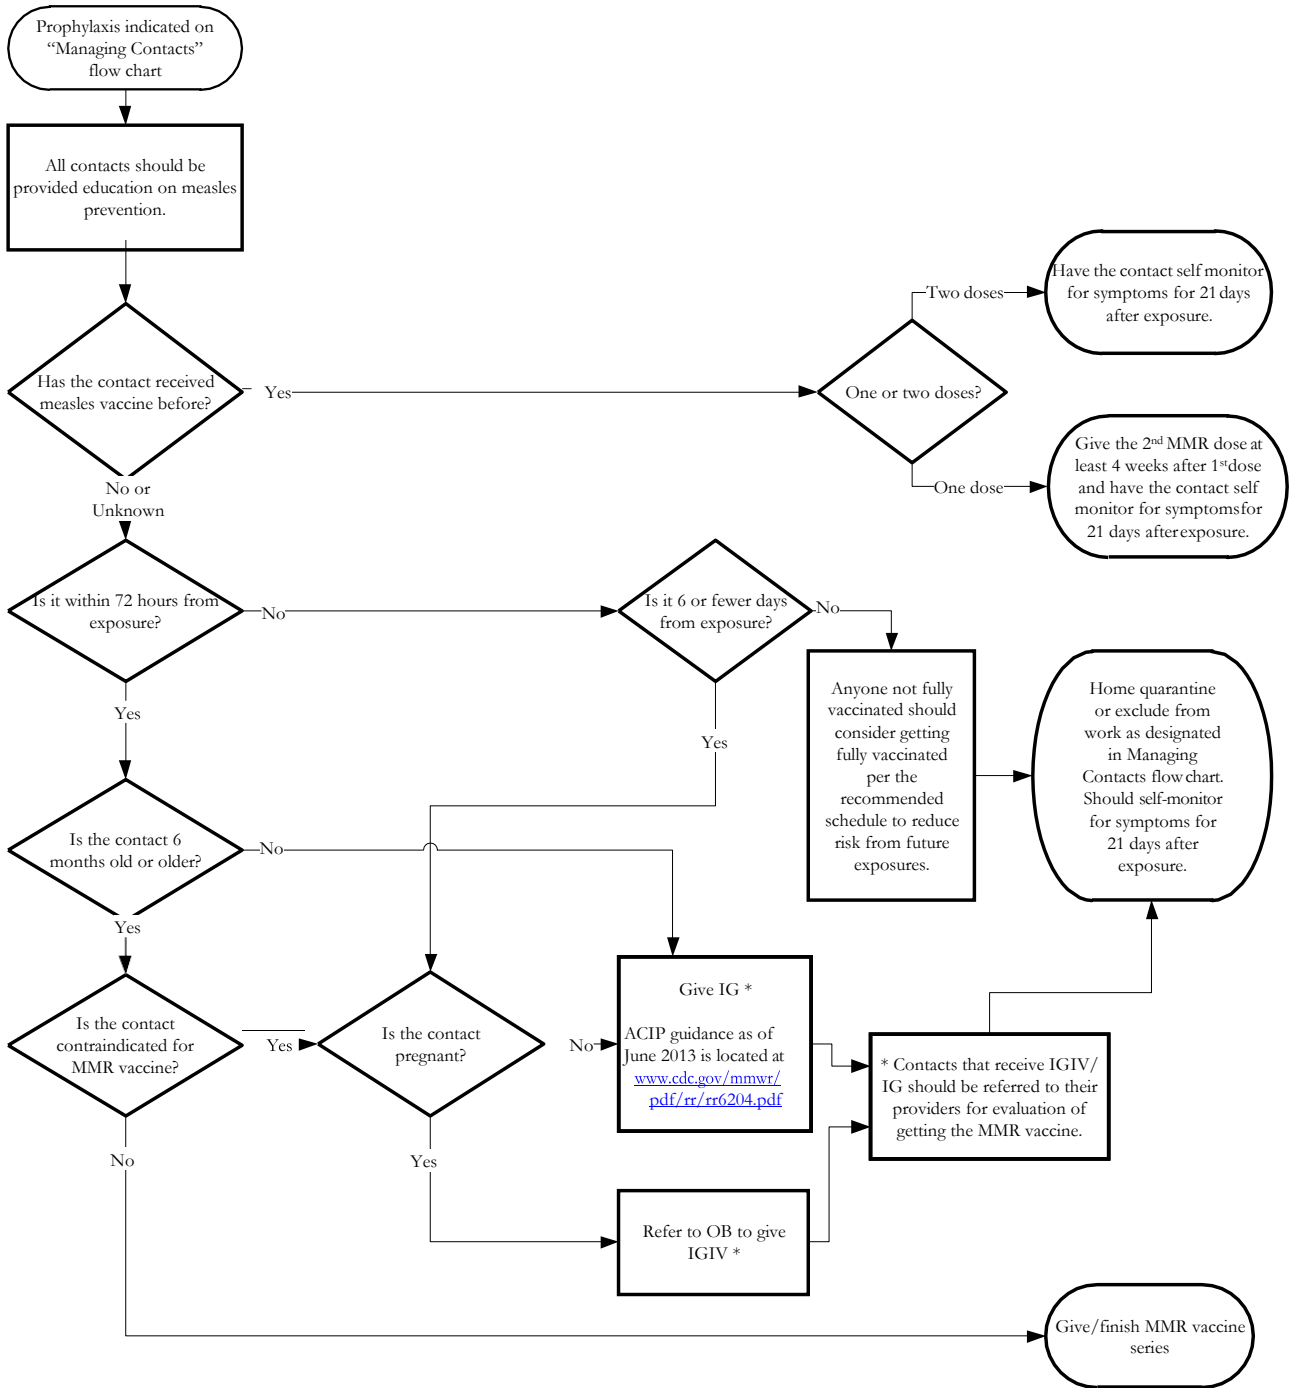 Prophylaxis indicated on
“Managing Contacts”
flow chart
All contacts should be
provided education on measles
prevention.
Has the contact received
measles vaccine before?
Yes
One or two doses?
Two doses
Have the contact self monitor
for symptoms for 21 days
after exposure.
One dose
Give the 2nd MMR dose at
least 4 weeks after 1st dose
and have the contact self
monitor for symptoms for
21 days after exposure.
No or
Unknown
Is it within 72 hours from
exposure?
No
Is it 6 or fewer days
from exposure?
No
Anyone not fully
vaccinated should
consider getting
fully vaccinated
per the
recommended
schedule to reduce
risk from future
exposures.
Home quarantine
or exclude from
work as designated
in Managing
Contacts flow chart.
Should self-monitor
for symptoms for
21 days after
exposure.
Yes
Yes
Is the contact 6
months old or older?
No
Yes
Is the contact
contraindicated for
MMR vaccine?
Yes
Is the contact
pregnant?
No
Give IG *
ACIP guidance as of
June 2013 is located at
www.cdc.gov/mmwr/
pdf/rr/rr6204.pdf
* Contacts that receive IGIV/
IG should be referred to their
providers for evaluation of
getting the MMR vaccine.
No
Yes
Refer to OB to give
IGIV *
Give/finish MMR vaccine
series